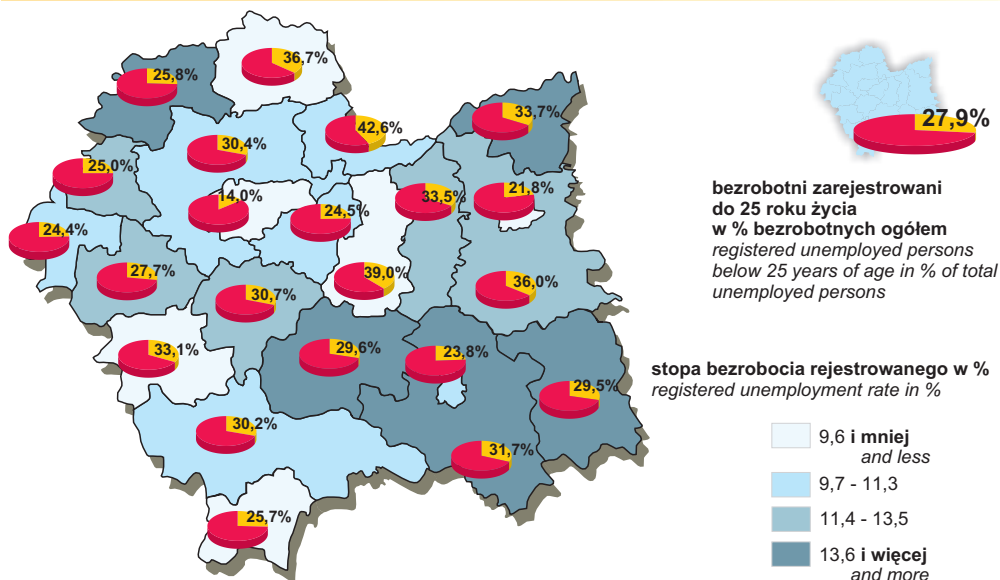 36,7%
25,8%
33,7%
42,6%
30,4%
25,0%
21,8%
14,0%
33,5%
24,5%
24,4%
27,7%
39,0%
36,0%
30,7%
33,1%
29,6%
23,8%
29,5%
30,2%
31,7%
25,7%
27,9%
bezrobotni zarejestrowani
do 25 roku życia
w % bezrobotnych ogółem
registered unemployed persons
below 25 years of age in % of total
unemployed persons
stopa bezrobocia rejestrowanego w %
registered unemployment rate in %
9,6 i mniej
and less
9,7 - 11,3
11,4 - 13,5
13,6 i więcej
and more